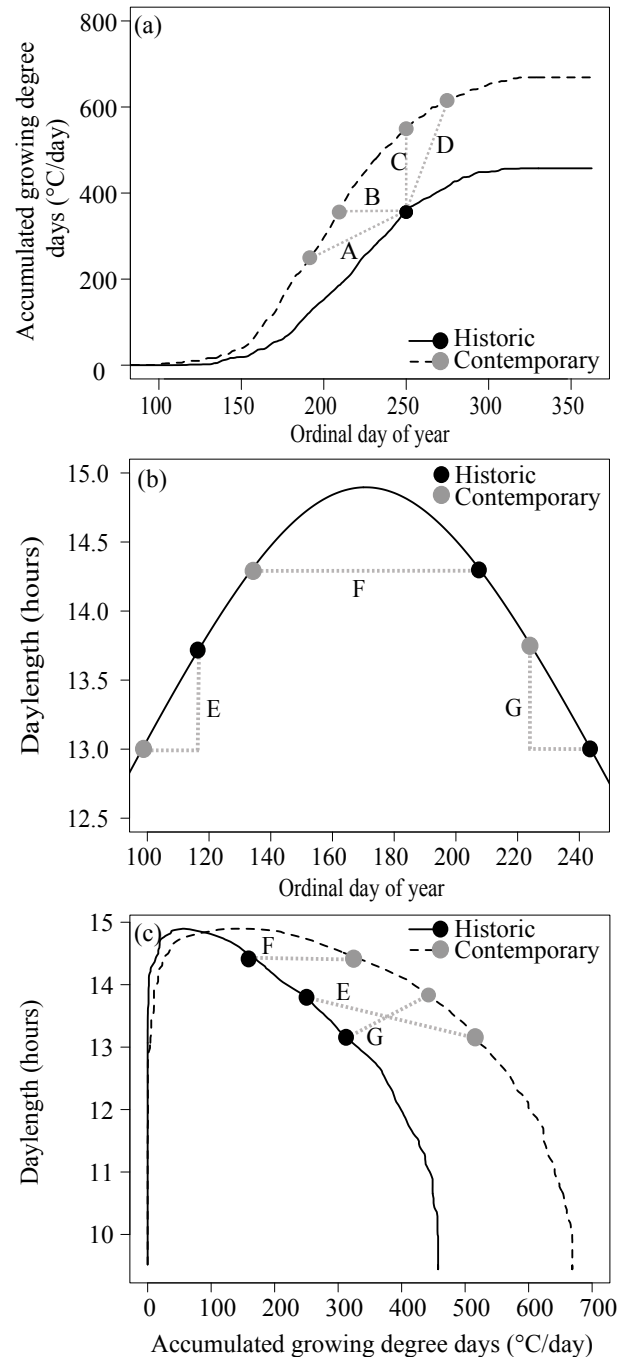 (a)
800
600
400
200
0
Accumulated growing degree
days (°C/day)
A
B
C
D
Historic
Contemporary
100 150 200 250 300 350
Ordinal day of year
(b)
15.0
14.5
14.0
13.5
13.0
12.5
Daylength (hours)
Historic
Contemporary
E
F
G
100 120 140 160 180 200 220 240
Ordinal day of year
(c)
15
14
13
12
11
10
Daylength (hours)
Historic
Contemporary
F
E
G
0 100 200 300 400 500 600 700
Accumulated growing degree days (°C/day)